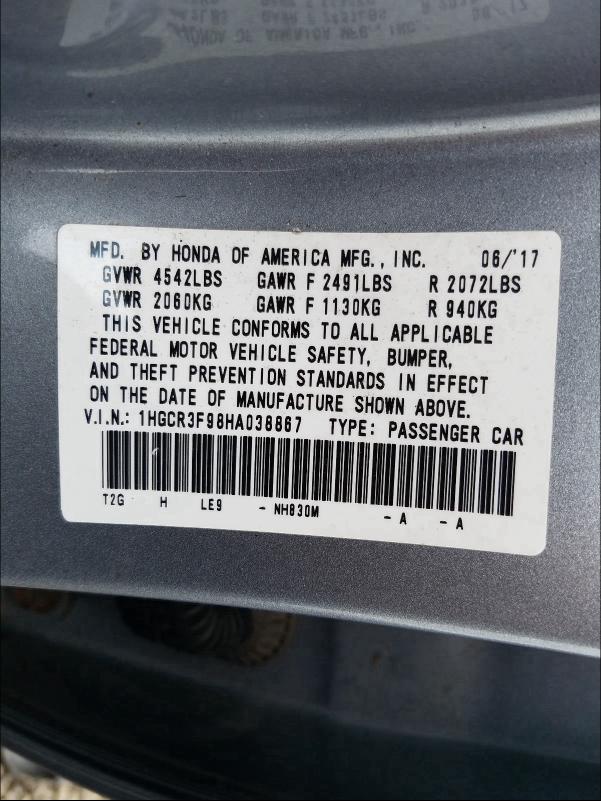 MFD. BY HONDA OF AMERICA MFG., INC. 06/'17
GVWR 4542LBS GAWR F 2491LBS R 2072LBS
GVWR 2060KG GAWR F 1130KG R 940KG
THIS VEHICLE CONFORMS TO ALL APPLICABLE
FEDERAL MOTOR VEHICLE SAFETY, BUMPER,
AND THEFT PREVENTION STANDARDS IN EFFECT
ON THE DATE OF MANUFACTURE SHOWN ABOVE.
V.I.N.: 1HGCR3F98HA038867 TYPE: PASSENGER CAR
T2G H LE9 - NH830M - A - A